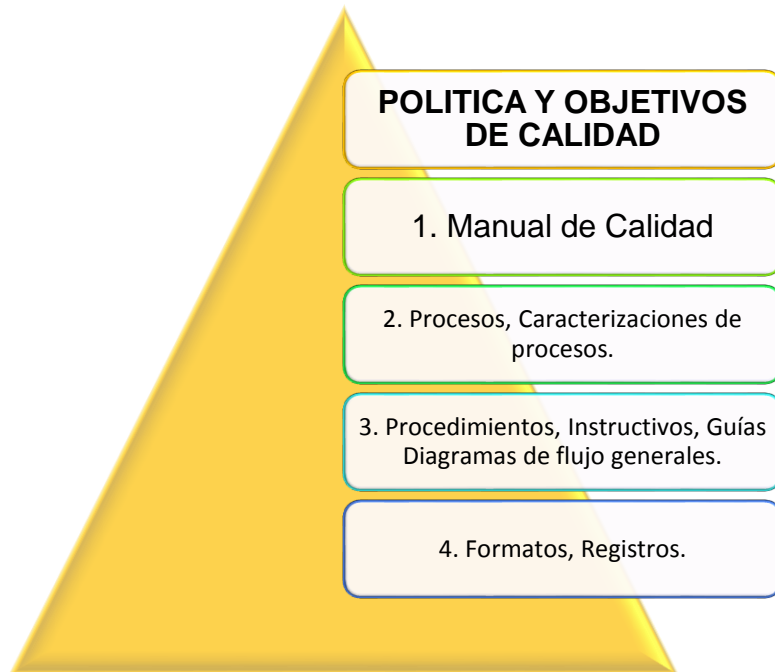 POLITICA Y OBJETIVOS
DE CALIDAD
1. Manual de Calidad
2. Procesos, Caracterizaciones de
procesos.
3. Procedimientos, Instructivos, Guías
Diagramas de flujo generales.
4. Formatos, Registros.